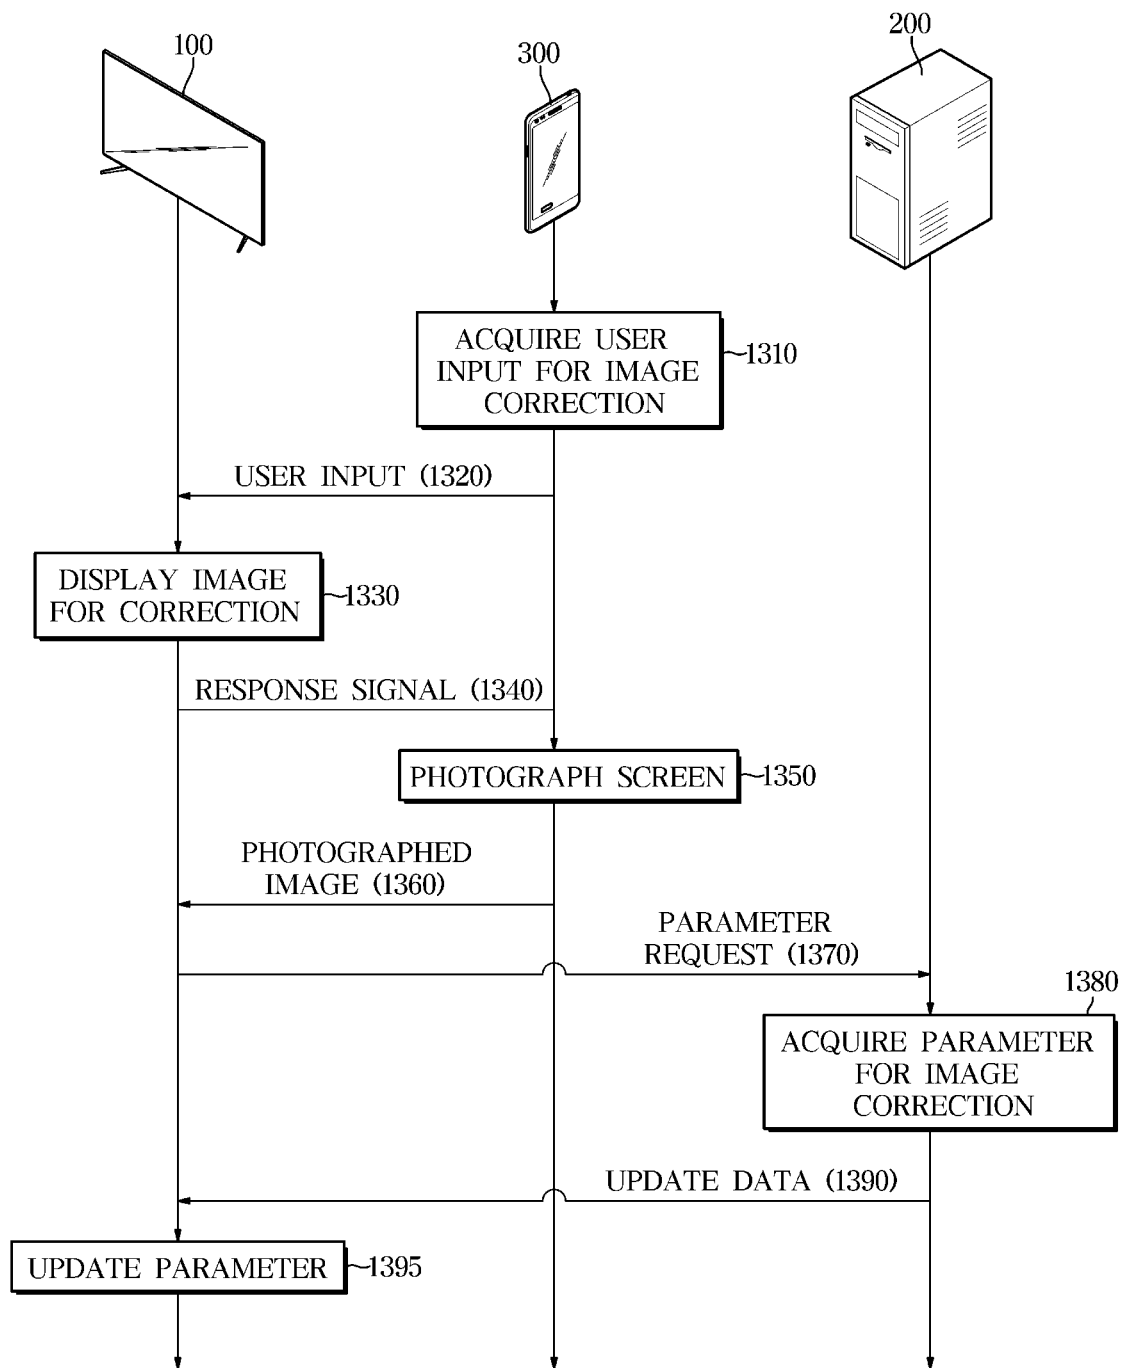 100
300
200
ACQUIRE USER
INPUT FOR IMAGE
CORRECTION
1310
USER INPUT (1320)
DISPLAY IMAGE
FOR CORRECTION
1330
RESPONSE SIGNAL (1340)
PHOTOGRAPH SCREEN
1350
PHOTOGRAPHED
IMAGE (1360)
PARAMETER
REQUEST (1370)
1380
ACQUIRE PARAMETER
FOR IMAGE
CORRECTION
UPDATE DATA (1390)
UPDATE PARAMETER
1395